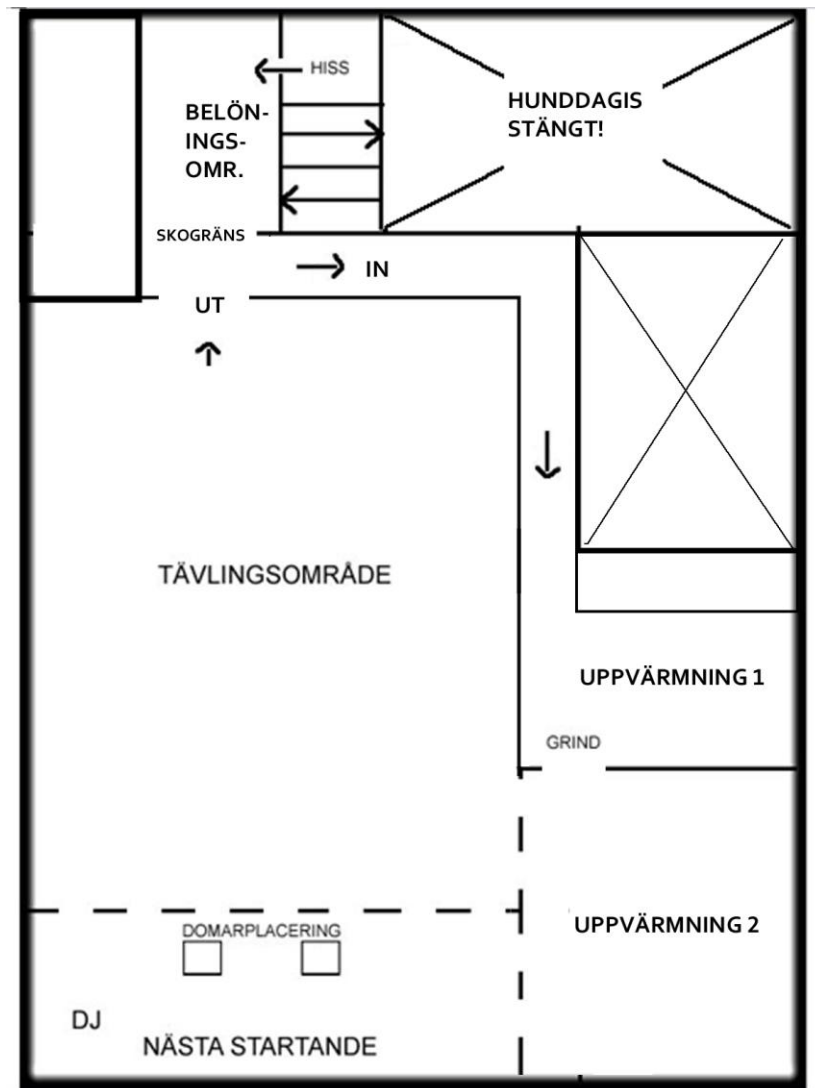 HISS
BELÖN-
INGS-
OMR.
HUNDDAGIS
STÄNGT!
SKOGRÄNS
IN
UT
TÄVLINGSOMRÅDE
UPPVÄRMNING 1
GRIND
UPPVÄRMNING 2
DOMARPLACERING
DJ
NÄSTA STARTANDE